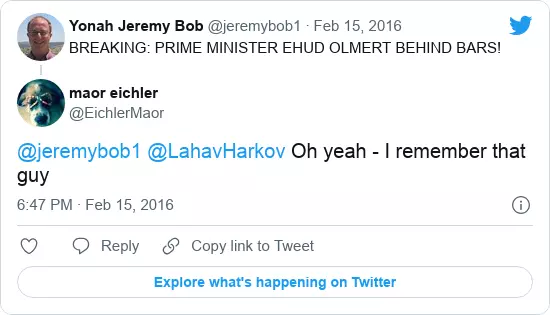 Yonah Jeremy Bob @jeremybob1 · Feb 15, 2016
BREAKING: PRIME MINISTER EHUD OLMERT BEHIND BARS!
maor eichler
@EichlerMaor
@jeremybob1 @LahavHarkov Oh yeah - I remember that
guy
6:47 PM · Feb 15, 2016
Reply Copy link to Tweet
Explore what's happening on Twitter